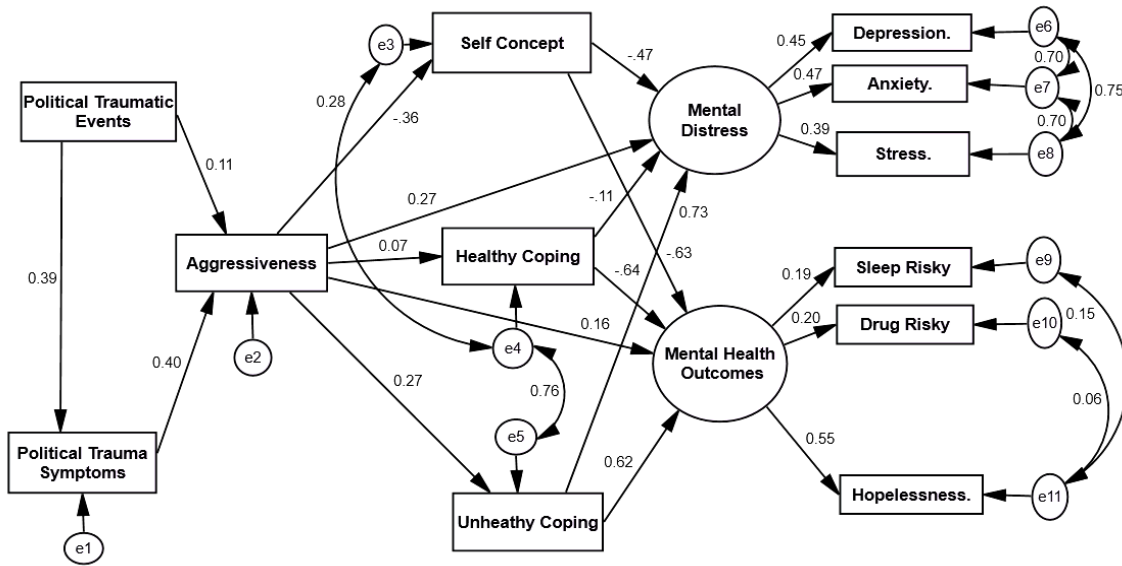 e3
Self Concept
-.47
0.45
Depression.
e6
0.70
0.47
Anxiety.
e7
0.75
0.70
Mental
Distress
0.39
Stress.
e8
Political Traumatic
Events
0.28
-.36
0.11
0.27
-.11
0.73
Aggressiveness
0.07
Healthy Coping
-.63
-.64
0.39
0.19
Sleep Risky
e9
0.20
Drug Risky
e10
0.15
0.16
Mental Health
Outcomes
e2
e4
0.40
0.27
0.76
0.06
e5
Political Trauma
Symptoms
0.62
0.55
Hopelessness.
e11
Unheathy Coping
e1